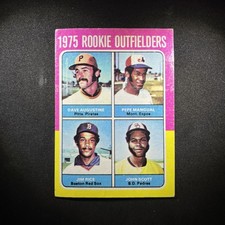 1975 ROOKIE OUTFIELDERS
DAVE AUGUSTINE
Pitts. Pirates
PEPE MANGUAL
Mont. Expos
JIM RICE
Boston Red Sox
JOHN SCOTT
S.D. Padres